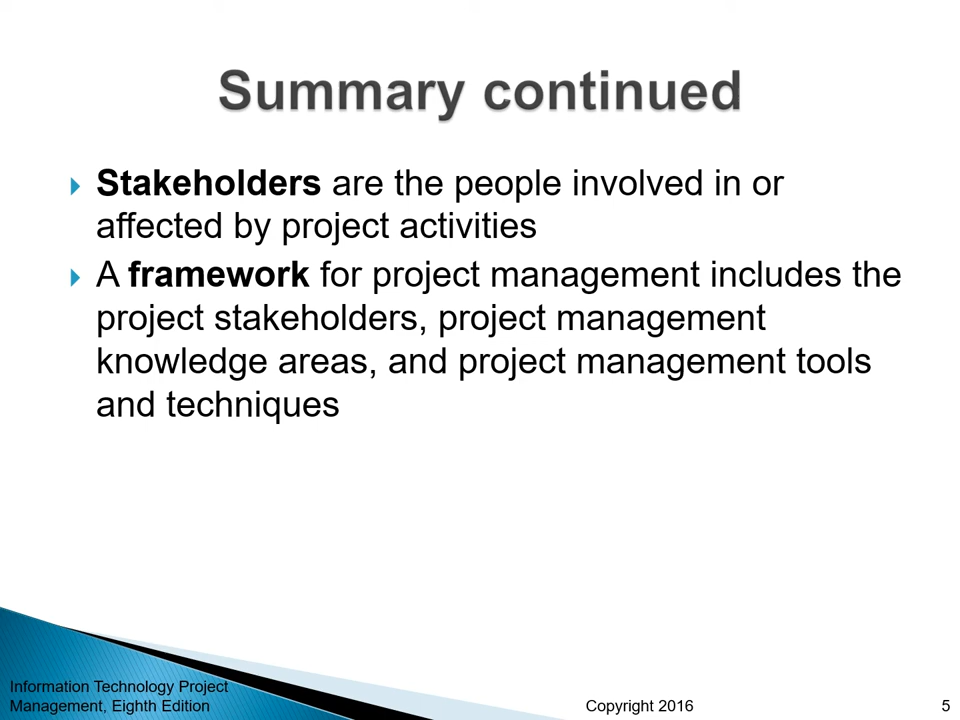 Summary continued
Stakeholders are the people involved in or
affected by project activities
A framework for project management includes the
project stakeholders, project management
knowledge areas, and project management tools
and techniques
Information Technology Project
Management, Eighth Edition
Copyright 2016
5